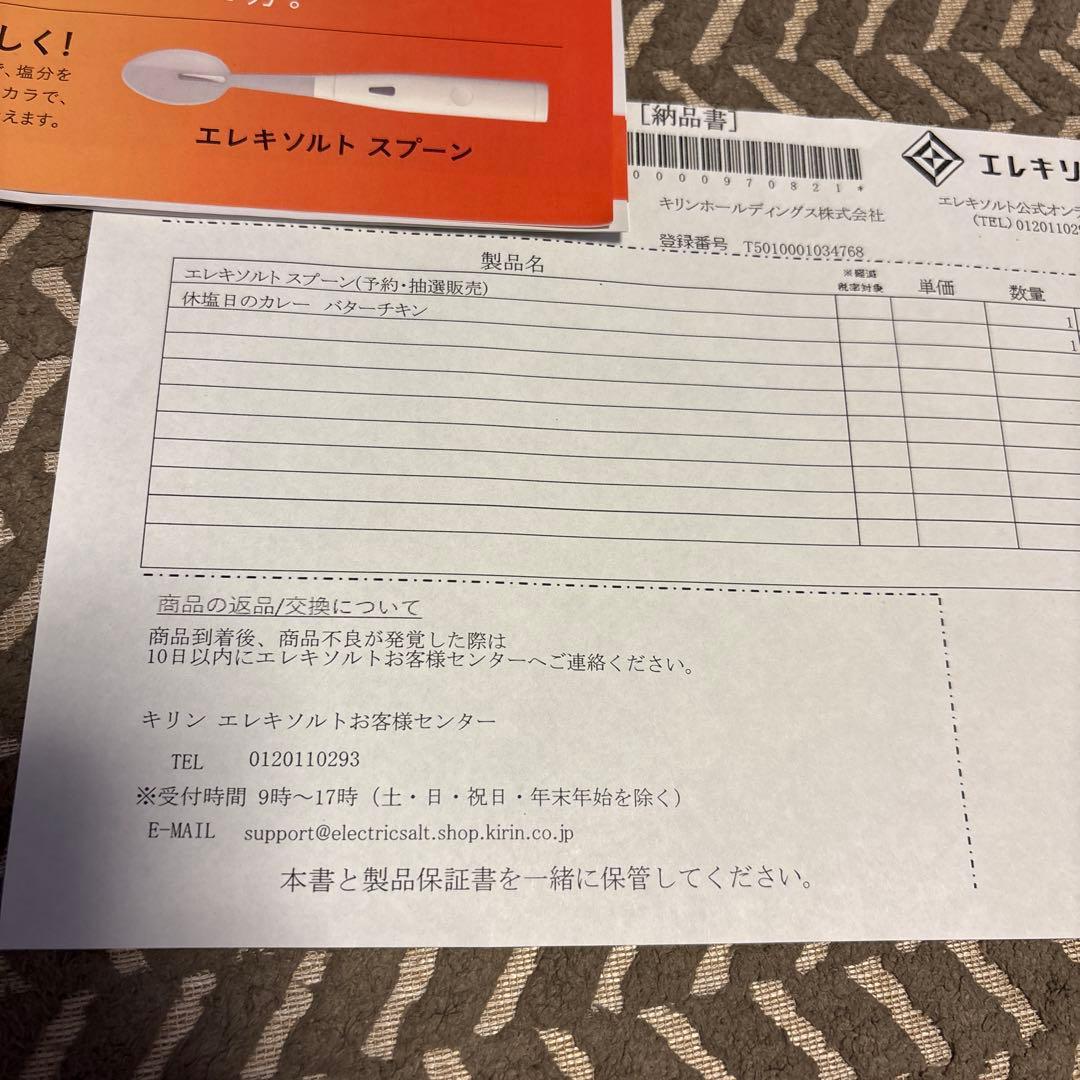 しく!
塩分を
カラで、
えます。
エレキソルト スプーン
[納品書]
0000970821*
エレキソ
キリンホールディングス株式会社
エレキソルト公式オン
(TEL)01201102
登録番号 T5010001034768
製品名
※軽減
税率対象
単価
数量
エレキソルト スプーン(予約・抽選販売)
1
休塩日のカレー バターチキン
1
商品の返品/交換について
商品到着後、商品不良が発覚した際は
10日以内にエレキソルトお客様センターへご連絡ください。
キリン エレキソルトお客様センター
TEL 0120110293
※受付時間 9時~17時(土・日・祝日・年末年始を除く)
E-MAIL support@electricsalt.shop.kirin.co.jp
本書と製品保証書を一緒に保管してください。